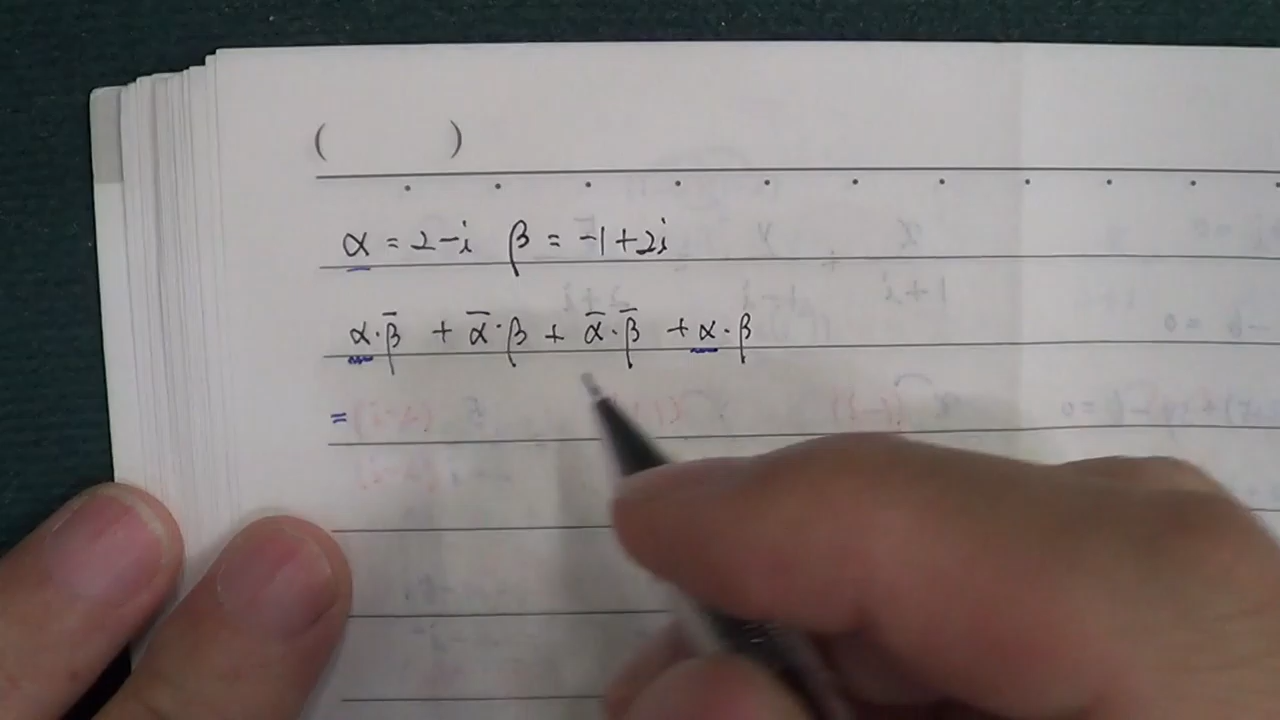 (          )
α = 2-i  β = -1+2i
α·β̅ + α̅·β + α̅·β̅ + α·β
=